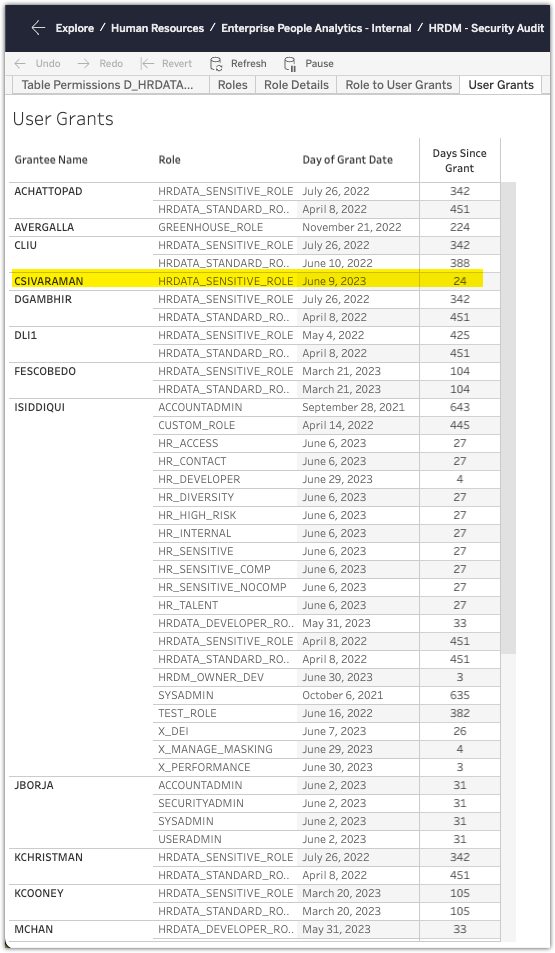 Explore / Human Resources / Enterprise People Analytics - Internal / HRDM - Security Audit
Undo Redo Revert Refresh Pause
Table Permissions D_HRDATA... Roles Role Details Role to User Grants User Grants
User Grants
Grantee Name Role Day of Grant Date Days Since Grant
ACHATTOPAD HRDATA_SENSITIVE_ROLE July 26, 2022 342
HRDATA_STANDARD_RO.. April 8, 2022 451
AVERGALLA GREENHOUSE_ROLE November 21, 2022 224
CLIU HRDATA_SENSITIVE_ROLE July 26, 2022 342
HRDATA_STANDARD_RO.. June 10, 2022 388
CSIVARAMAN HRDATA_SENSITIVE_ROLE June 9, 2023 24
DGAMBHIR HRDATA_SENSITIVE_ROLE July 26, 2022 342
HRDATA_STANDARD_RO.. April 8, 2022 451
DLI1 HRDATA_SENSITIVE_ROLE May 4, 2022 425
HRDATA_STANDARD_RO.. April 8, 2022 451
FESCOBEDO HRDATA_SENSITIVE_ROLE March 21, 2023 104
HRDATA_STANDARD_RO.. March 21, 2023 104
ISIDDIQUI ACCOUNTADMIN September 28, 2021 643
CUSTOM_ROLE April 14, 2022 445
HR_ACCESS June 6, 2023 27
HR_CONTACT June 6, 2023 27
HR_DEVELOPER June 29, 2023 4
HR_DIVERSITY June 6, 2023 27
HR_HIGH_RISK June 6, 2023 27
HR_INTERNAL June 6, 2023 27
HR_SENSITIVE June 6, 2023 27
HR_SENSITIVE_COMP June 6, 2023 27
HR_SENSITIVE_NOCOMP June 6, 2023 27
HR_TALENT June 6, 2023 27
HRDATA_DEVELOPER_RO.. May 31, 2023 33
HRDATA_SENSITIVE_ROLE April 8, 2022 451
HRDATA_STANDARD_RO.. April 8, 2022 451
HRDM_OWNER_DEV June 30, 2023 3
SYSADMIN October 6, 2021 635
TEST_ROLE June 16, 2022 382
X_DEI June 7, 2023 26
X_MANAGE_MASKING June 29, 2023 4
X_PERFORMANCE June 30, 2023 3
JBORJA ACCOUNTADMIN June 2, 2023 31
SECURITYADMIN June 2, 2023 31
SYSADMIN June 2, 2023 31
USERADMIN June 2, 2023 31
KCHRISTMAN HRDATA_SENSITIVE_ROLE July 26, 2022 342
HRDATA_STANDARD_RO.. April 8, 2022 451
KCOONEY HRDATA_SENSITIVE_ROLE March 20, 2023 105
HRDATA_STANDARD_RO.. March 20, 2023 105
MCHAN HRDATA_DEVELOPER_RO.. May 31, 2023 33